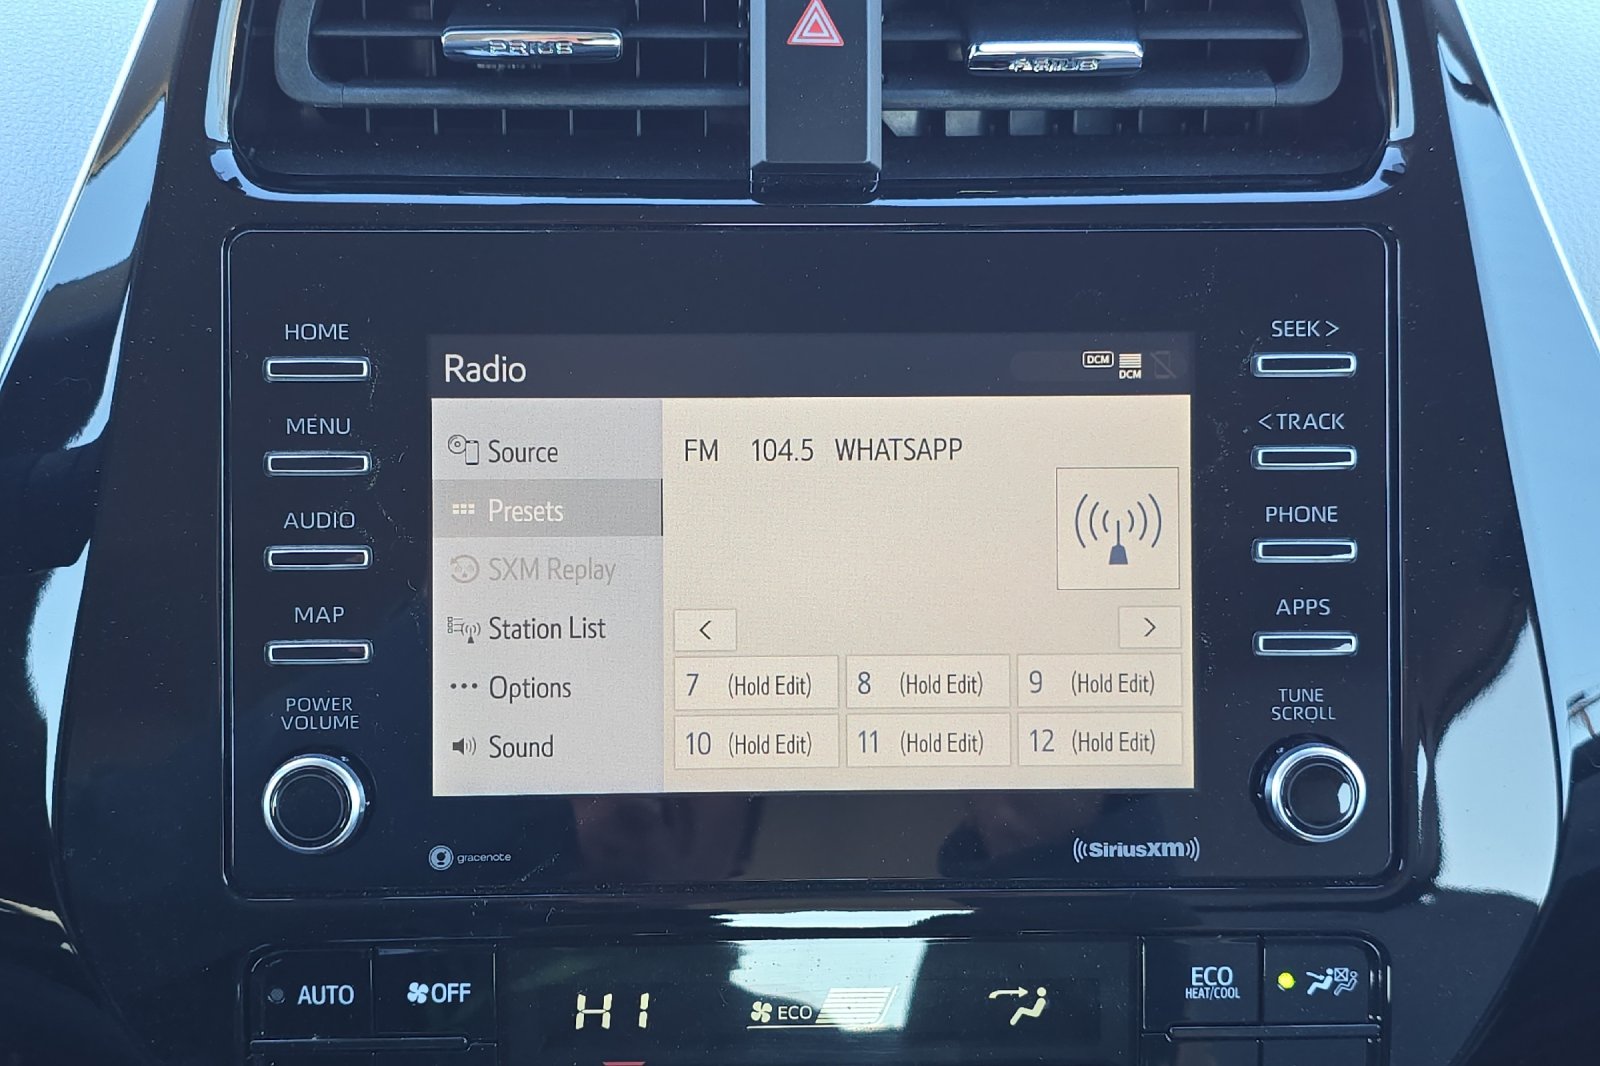 PRIUS
PRIUS
HOME
MENU
AUDIO
MAP
POWER
VOLUME
Radio
DCM
DCM
Source
Presets
SXM Replay
Station List
Options
Sound
FM 104.5 WHATSAPP
<
>
7 (Hold Edit)
8 (Hold Edit)
9 (Hold Edit)
10 (Hold Edit)
11 (Hold Edit)
12 (Hold Edit)
SEEK >
< TRACK
PHONE
APPS
TUNE
SCROLL
gracenote
SiriusXM
AUTO
OFF
HI
ECO
ECO
HEAT/COOL